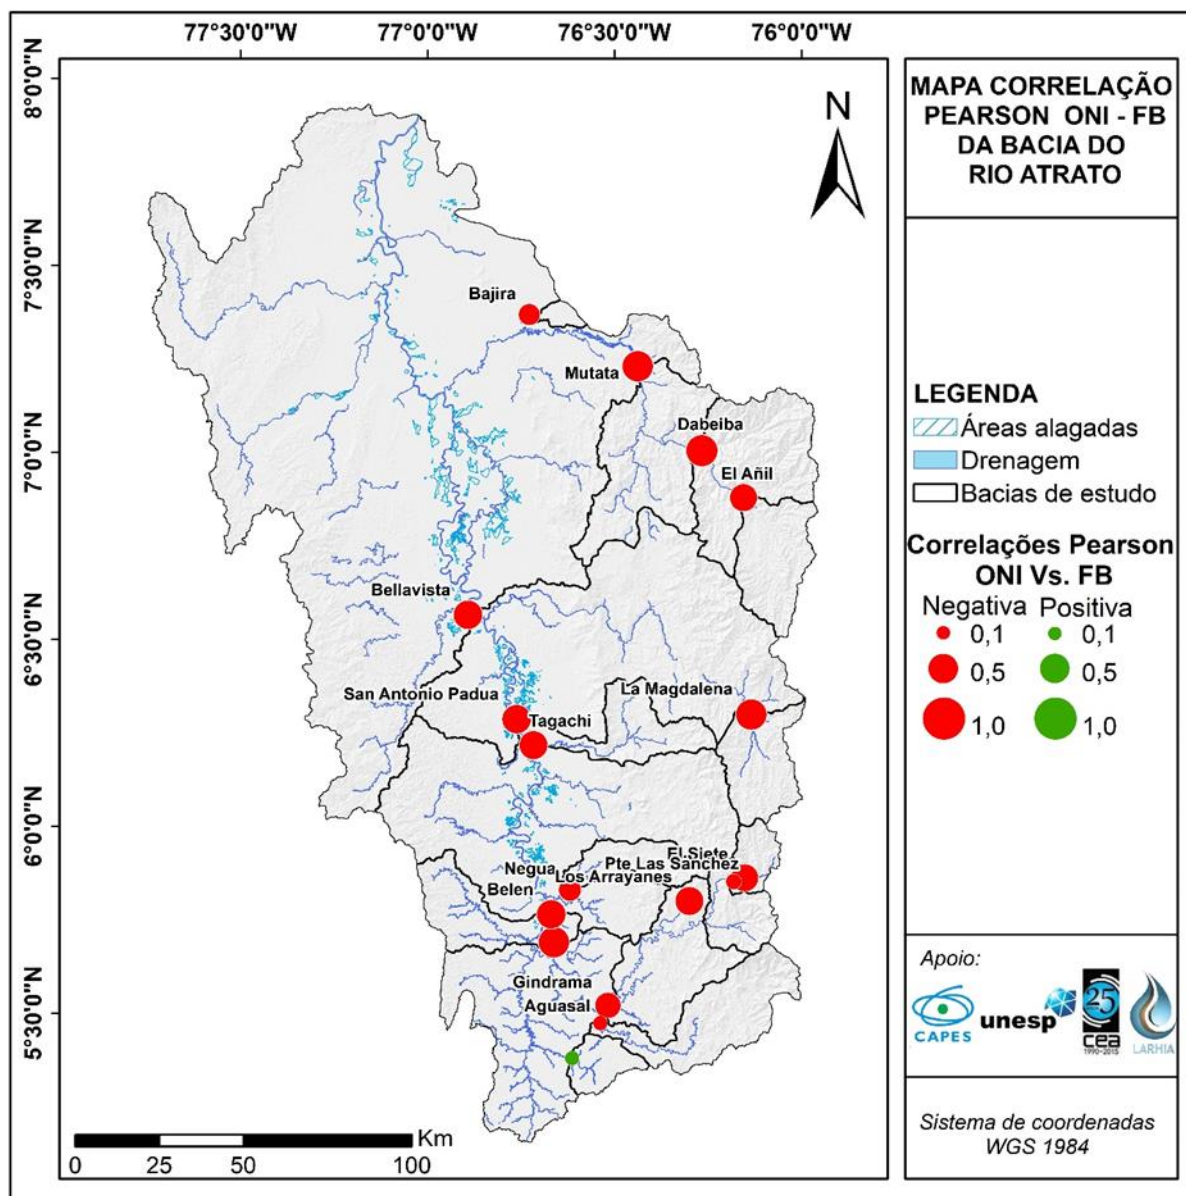 77°30'0"W 77°0'0"W 76°30'0"W 76°0'0"W
8°0'0"N
7°30'0"N
7°0'0"N
6°30'0"N
6°0'0"N
5°30'0"N
N
Bajira
Mutata
Dabeiba
El Añil
Bellavista
San Antonio Padua
La Magdalena
Tagachi
El Siete
Pte Las Sanchez
Negua
Los Arrayanes
Belen
Gindrama
Aguasal
Km
0 25 50 100
MAPA CORRELAÇÃO
PEARSON ONI - FB
DA BACIA DO
RIO ATRATO
LEGENDA
Áreas alagadas
Drenagem
Bacias de estudo
Correlações Pearson
ONI Vs. FB
Negativa Positiva
0,1 0,1
0,5 0,5
1,0 1,0
Apoio:
CAPES
unesp
25
cea
1990-2015
LARHIA
Sistema de coordenadas
WGS 1984